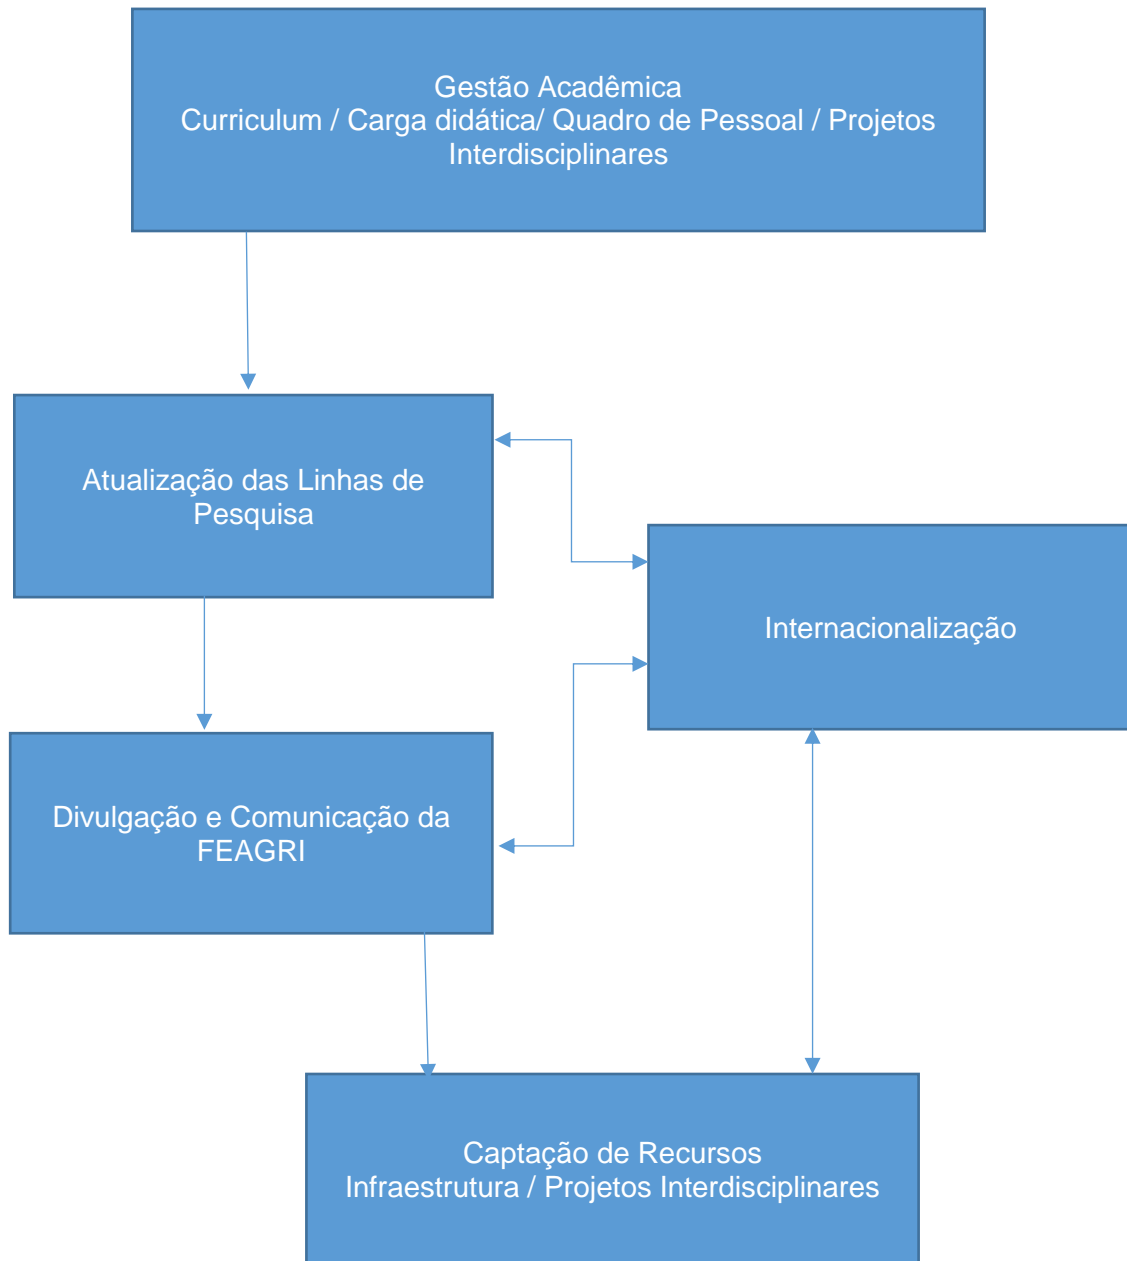 Gestão Acadêmica
Curriculum / Carga didática/ Quadro de Pessoal / Projetos
Interdisciplinares
Atualização das Linhas de
Pesquisa
Internacionalização
Divulgação e Comunicação da
FEAGRI
Captação de Recursos
Infraestrutura / Projetos Interdisciplinares